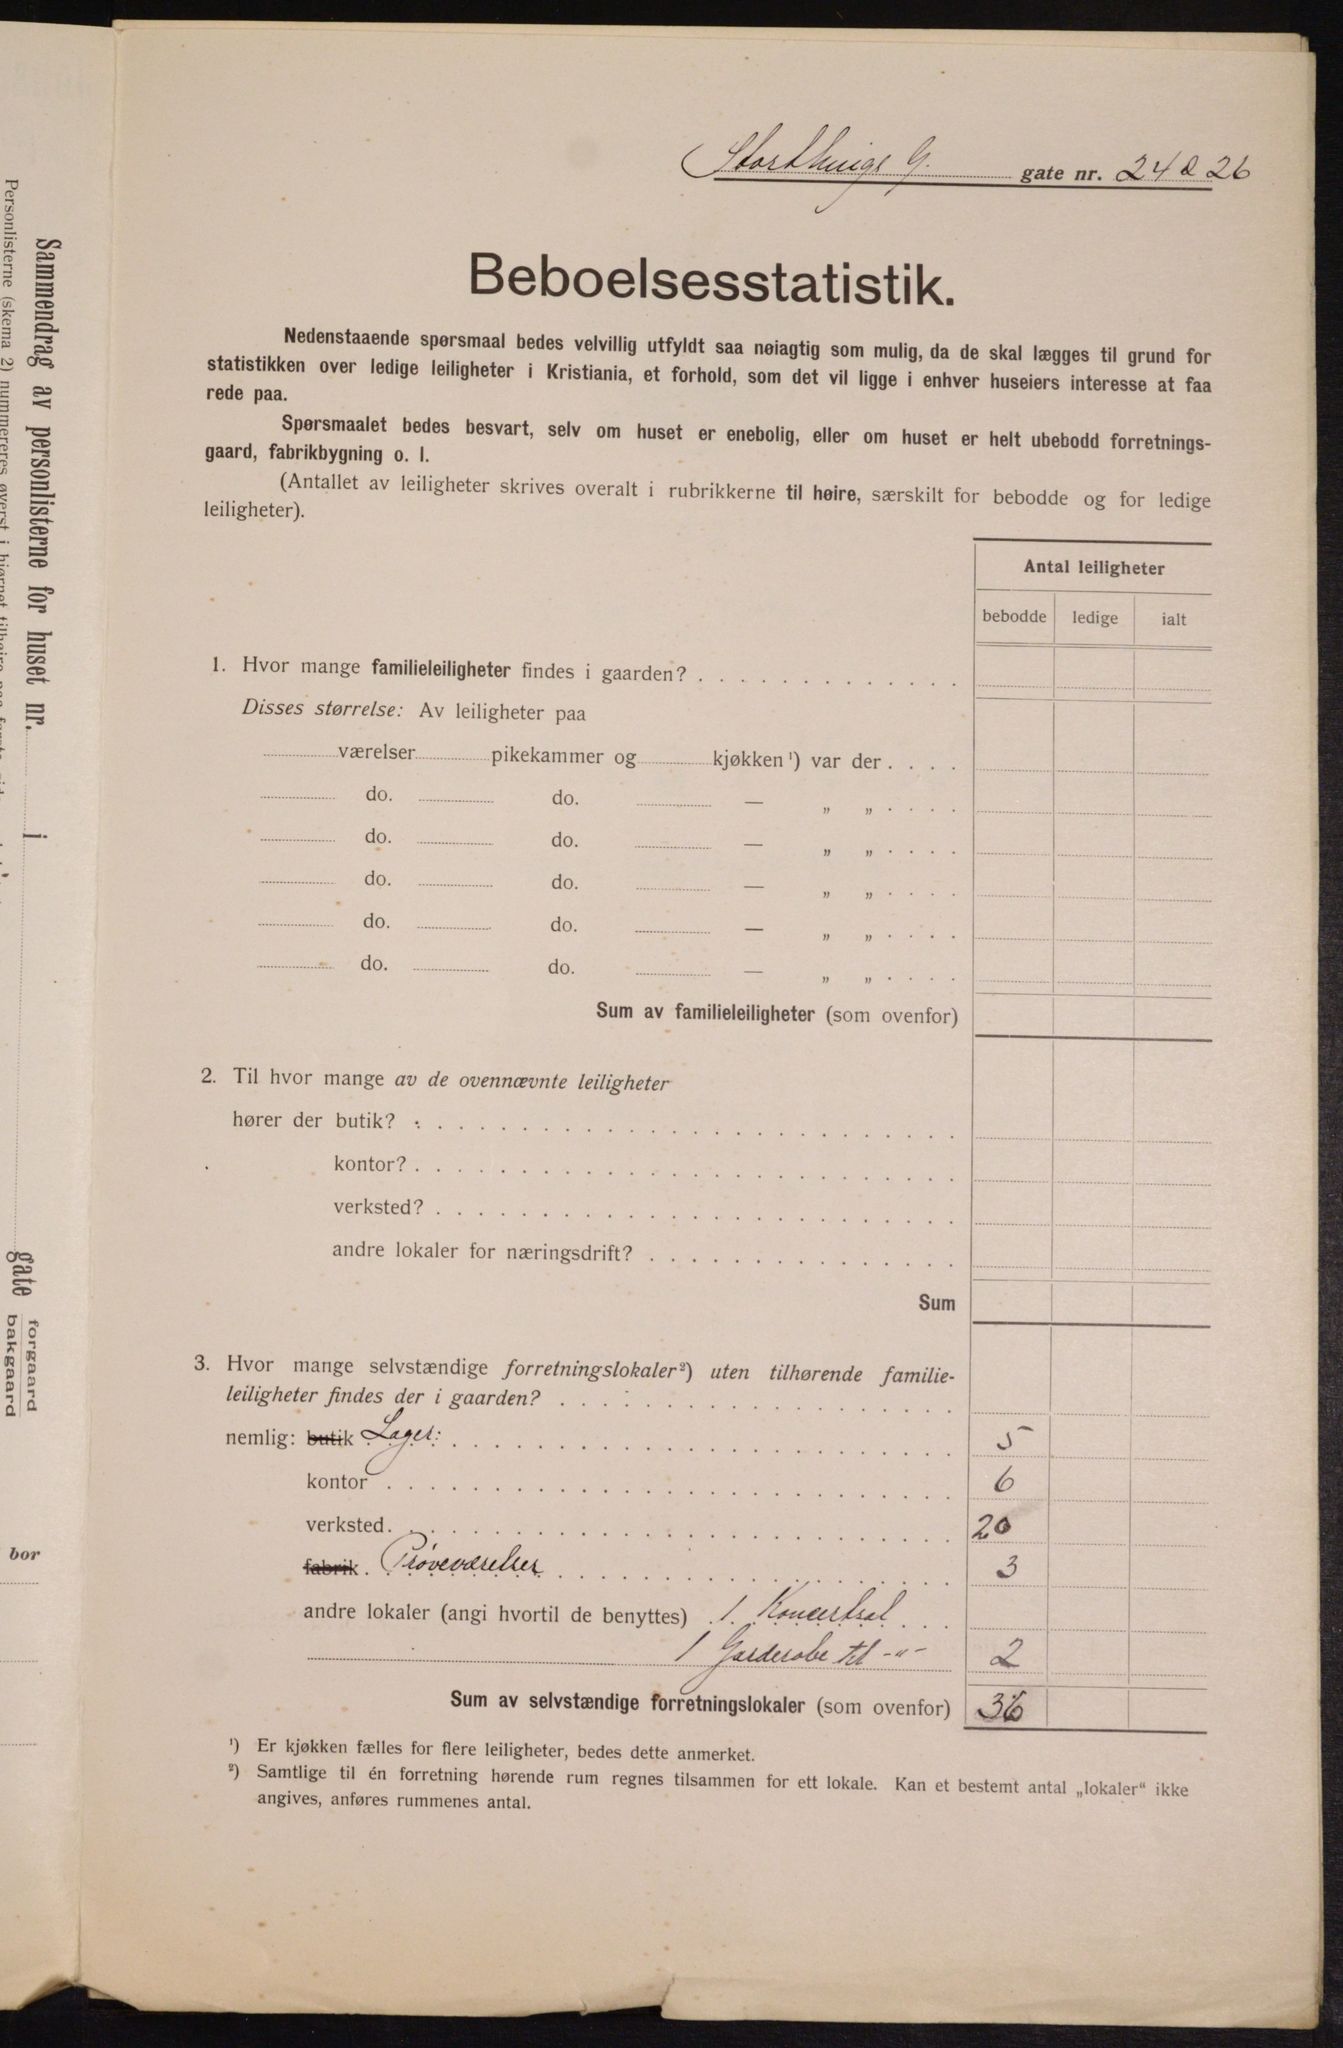 Storthings G. gate nr. 24 & 26
Beboelsesstatistik.
Nedenstaaende spørsmaal bedes velvillig utfyldt saa nøiagtig som mulig, da de skal lægges til grund for
statistikken over ledige leiligheter i Kristiania, et forhold, som det vil ligge i enhver huseiers interesse at faa
rede paa.
Spørsmaalet bedes besvart, selv om huset er enebolig, eller om huset er helt ubebodd forretnings-
gaard, fabrikbygning o. l.
(Antallet av leiligheter skrives overalt i rubrikkerne til høire, særskilt for bebodde og for ledige
leiligheter).
Antal leiligheter
bebodde ledige ialt
1. Hvor mange familieleiligheter findes i gaarden? . . . . . . . . . . . . .
Disses størrelse: Av leiligheter paa
værelser pikekammer og kjøkken ¹) var der . . . .
do. do. — „ „ . . . .
do. do. — „ „ . . . .
do. do. — „ „ . . . .
do. do. — „ „ . . . .
do. do. — „ „ . . . .
Sum av familieleiligheter (som ovenfor)
2. Til hvor mange av de ovennævnte leiligheter
hører der butik? . . . . . . . . . . . . . . . . . . . . . . . . .
kontor? . . . . . . . . . . . . . . . . . . . . . . . . .
verksted? . . . . . . . . . . . . . . . . . . . . . . . .
andre lokaler for næringsdrift? . . . . . . . . . . . . . .
Sum
3. Hvor mange selvstændige forretningslokaler²) uten tilhørende familie-
leiligheter findes der i gaarden? . . . . . . . . . . . . . . . . . .
nemlig: butik Lager: . . . . . . . . . . . . . . . . . . 5
kontor . . . . . . . . . . . . . . . . . . . . 6
verksted . . . . . . . . . . . . . . . . . . . . 20
fabrik . Prøveværelser . . . . . . . . . . . . . . 3
andre lokaler (angi hvortil de benyttes) 1 Koncertsal . . .
1 Garderobe til -"- 2
Sum av selvstændige forretningslokaler (som ovenfor) 36
¹) Er kjøkken fælles for flere leiligheter, bedes dette anmerket.
²) Samtlige til én forretning hørende rum regnes tilsammen for ett lokale. Kan et bestemt antal „lokaler“ ikke
angives, anføres rummenes antal.
Sammendrag av personlisterne for huset nr. i gate forgaard
bakgaard
bor